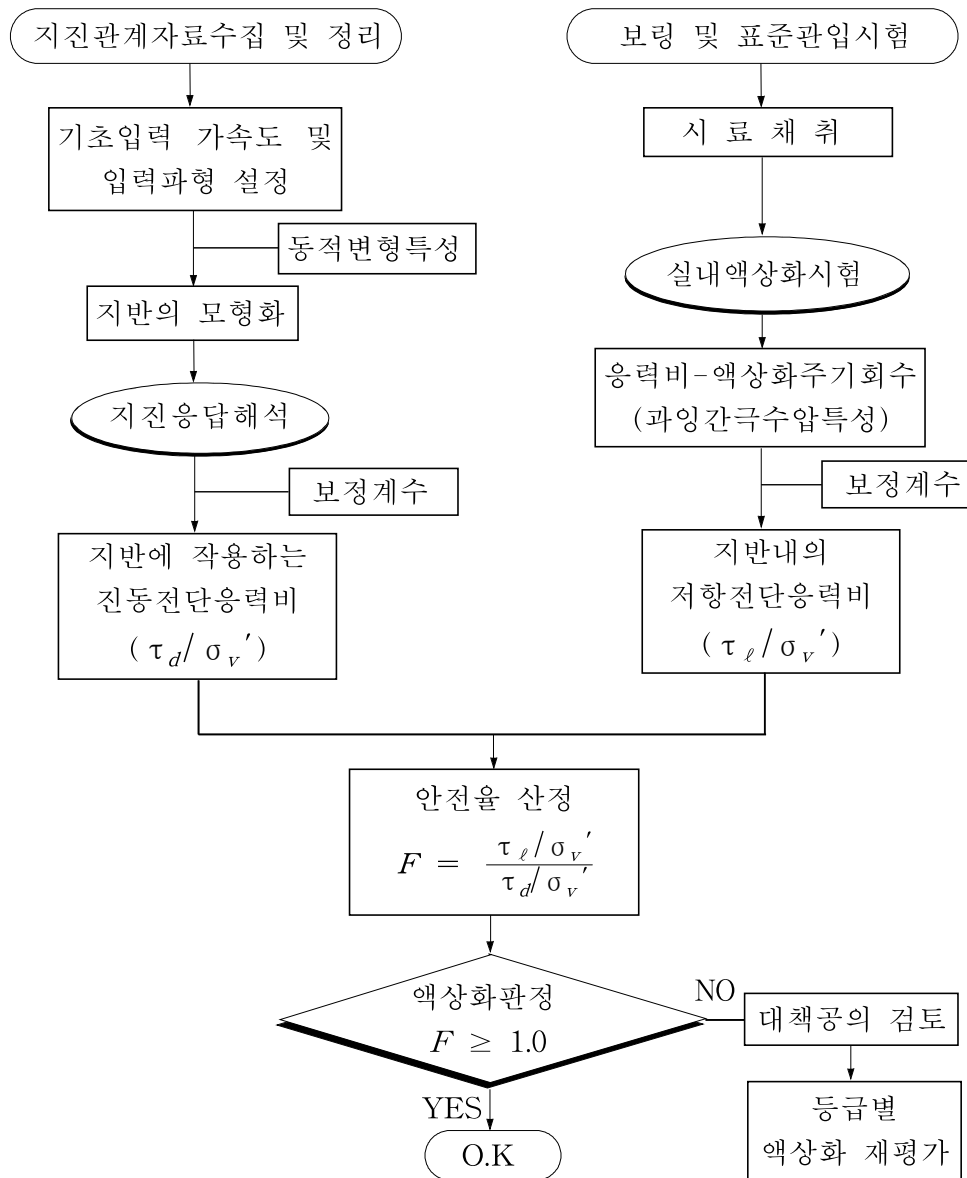 지진관계자료수집 및 정리
기초입력 가속도 및
입력파형 설정
동적변형특성
지반의 모형화
지진응답해석
보정계수
지반에 작용하는
진동전단응력비
( τd / σv′ )
보링 및 표준관입시험
시 료 채 취
실내액상화시험
응력비-액상화주기회수
(과잉간극수압특성)
보정계수
지반내의
저항전단응력비
( τℓ / σv′ )
안전율 산정
F = τℓ / σv′
τd / σv′
액상화판정
F ≥ 1.0
NO
대책공의 검토
등급별
액상화 재평가
YES
O.K